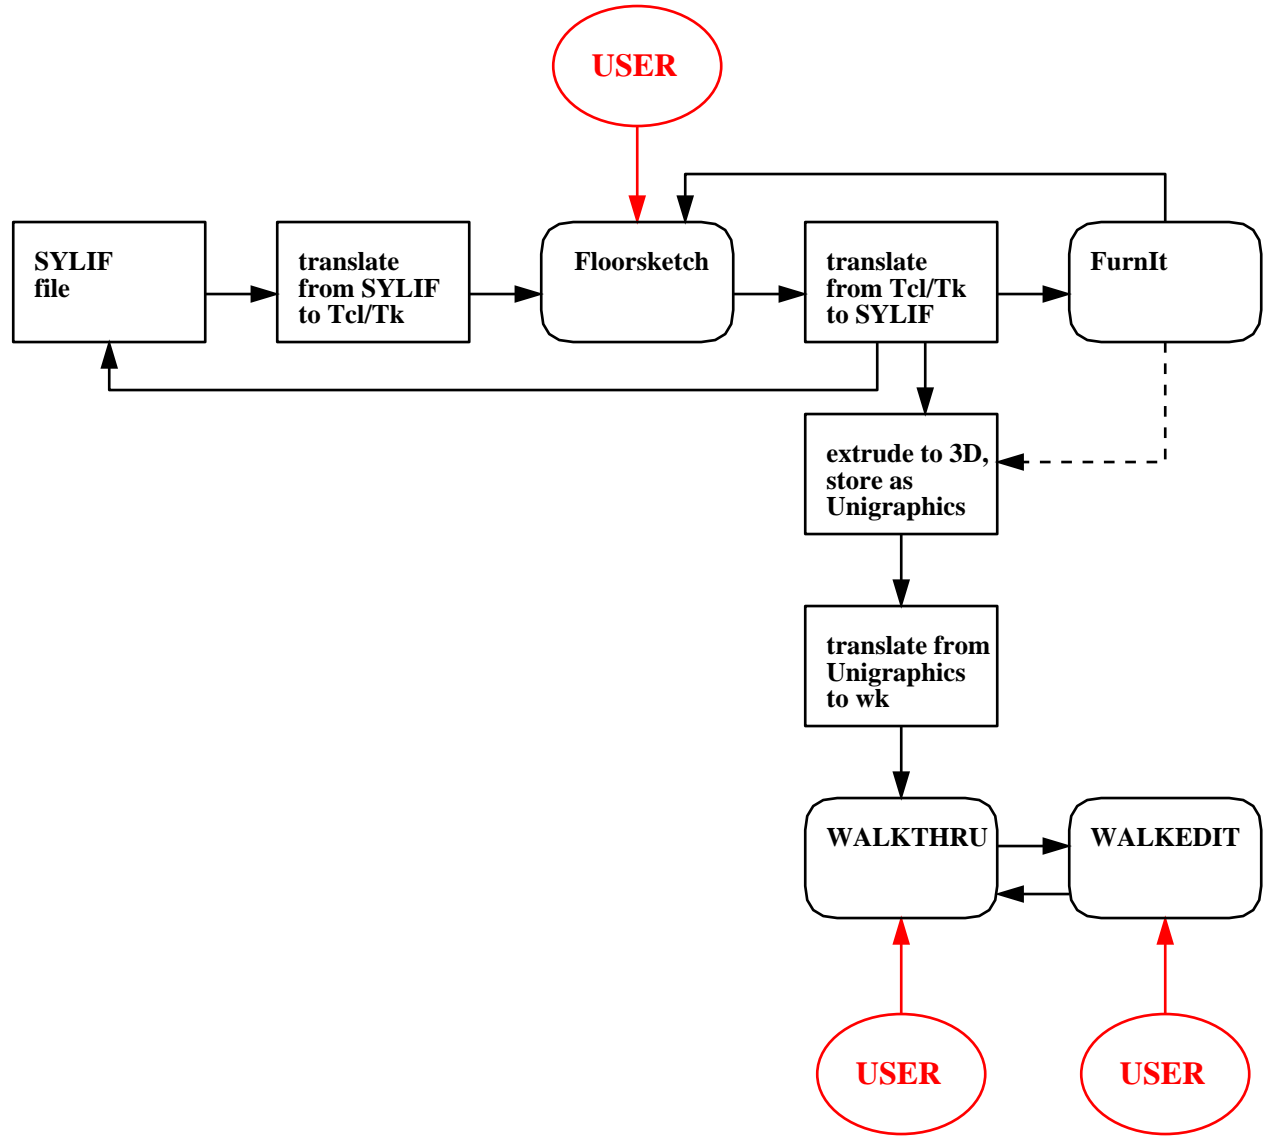 USER
SYLIF
file
translate
from SYLIF
to Tcl/Tk
Floorsketch
translate
from Tcl/Tk
to SYLIF
FurnIt
extrude to 3D,
store as
Unigraphics
translate from
Unigraphics
to wk
WALKTHRU
WALKEDIT
USER
USER